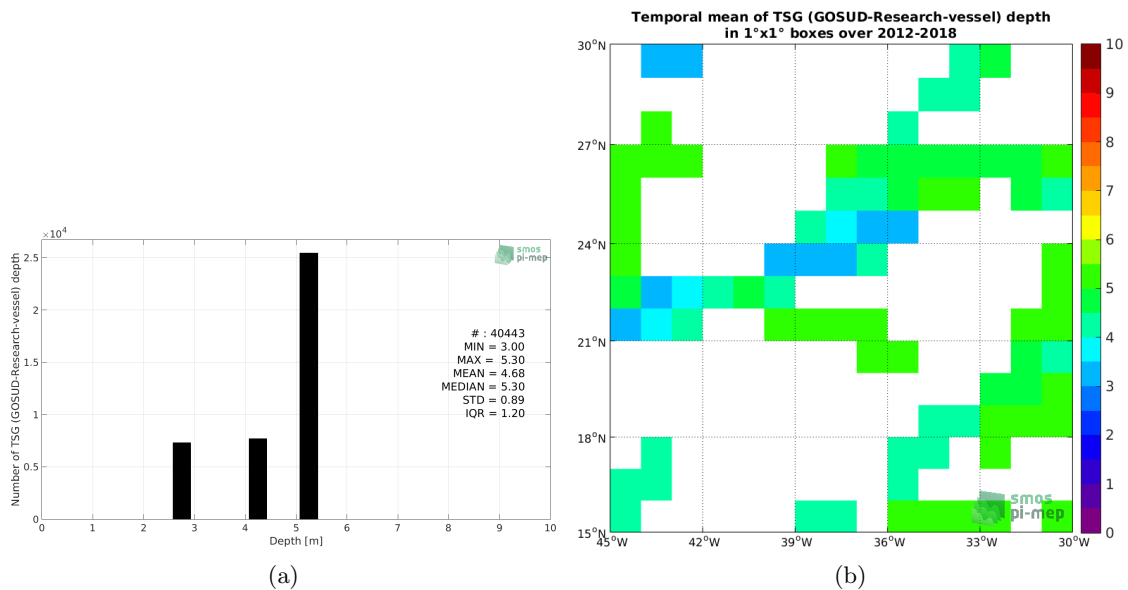 ×10⁴
2.5
2
1.5
1
0.5
0
0 1 2 3 4 5 6 7 8 9 10
Number of TSG (GOSUD-Research-vessel) depth
Depth [m]
smos
pi-mep
# : 40443
MIN = 3.00
MAX = 5.30
MEAN = 4.68
MEDIAN = 5.30
STD = 0.89
IQR = 1.20
(a)
Temporal mean of TSG (GOSUD-Research-vessel) depth
in 1°x1° boxes over 2012-2018
30°N
27°N
24°N
21°N
18°N
15°N
45°W 42°W 39°W 36°W 33°W 30°W
smos
pi-mep
10
9
8
7
6
5
4
3
2
1
0
(b)